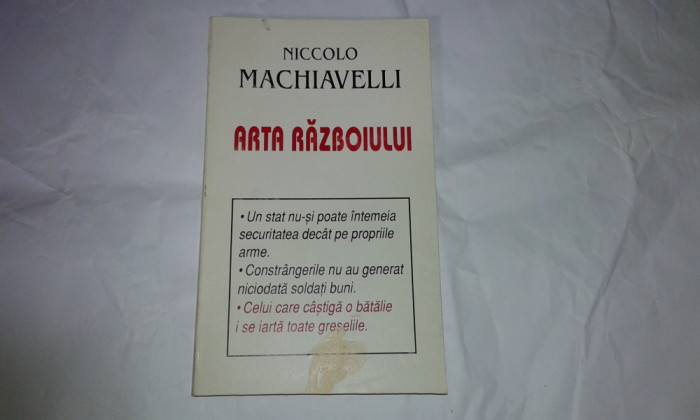 NICCOLO
MACHIAVELLI
ARTA RĂZBOIULUI
• Un stat nu-și poate întemeia
securitatea decât pe propriile
arme.
• Constrângerile nu au generat
niciodată soldați buni.
• Celui care câștigă o bătălie
i se iartă toate greșelile.